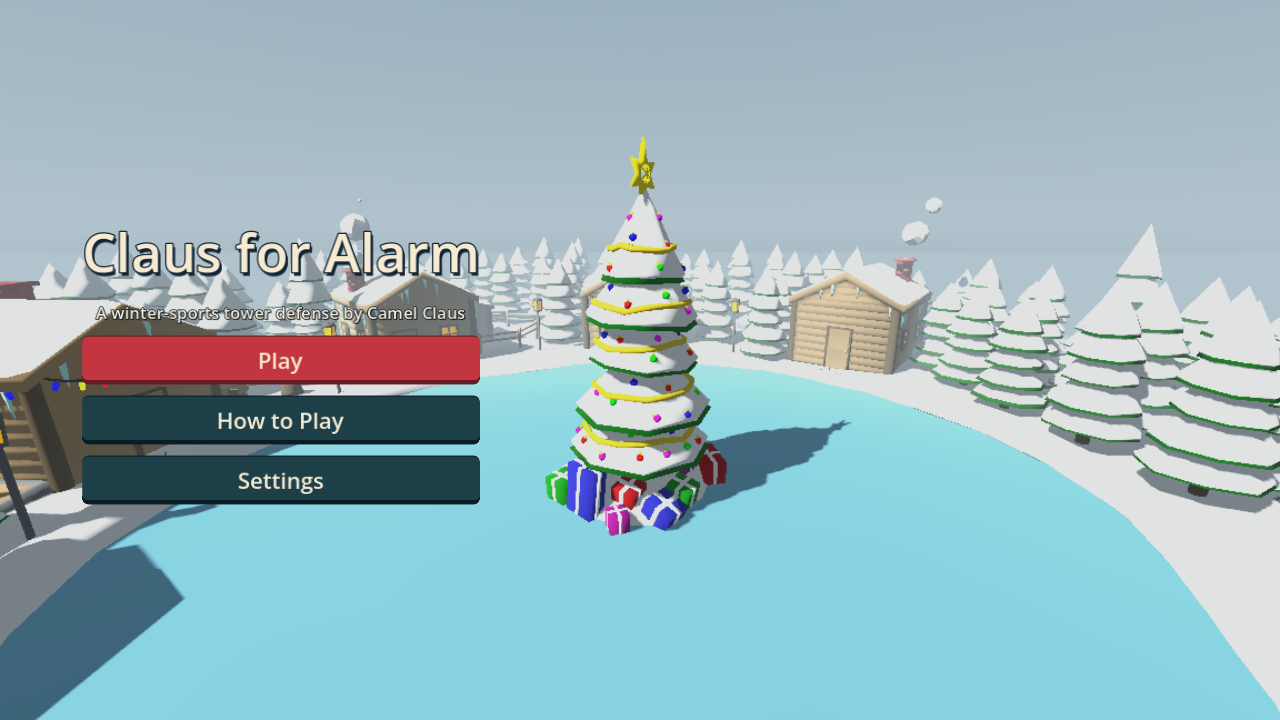 Claus for Alarm
A winter-sports tower defense by Camel Claus
Play
How to Play
Settings